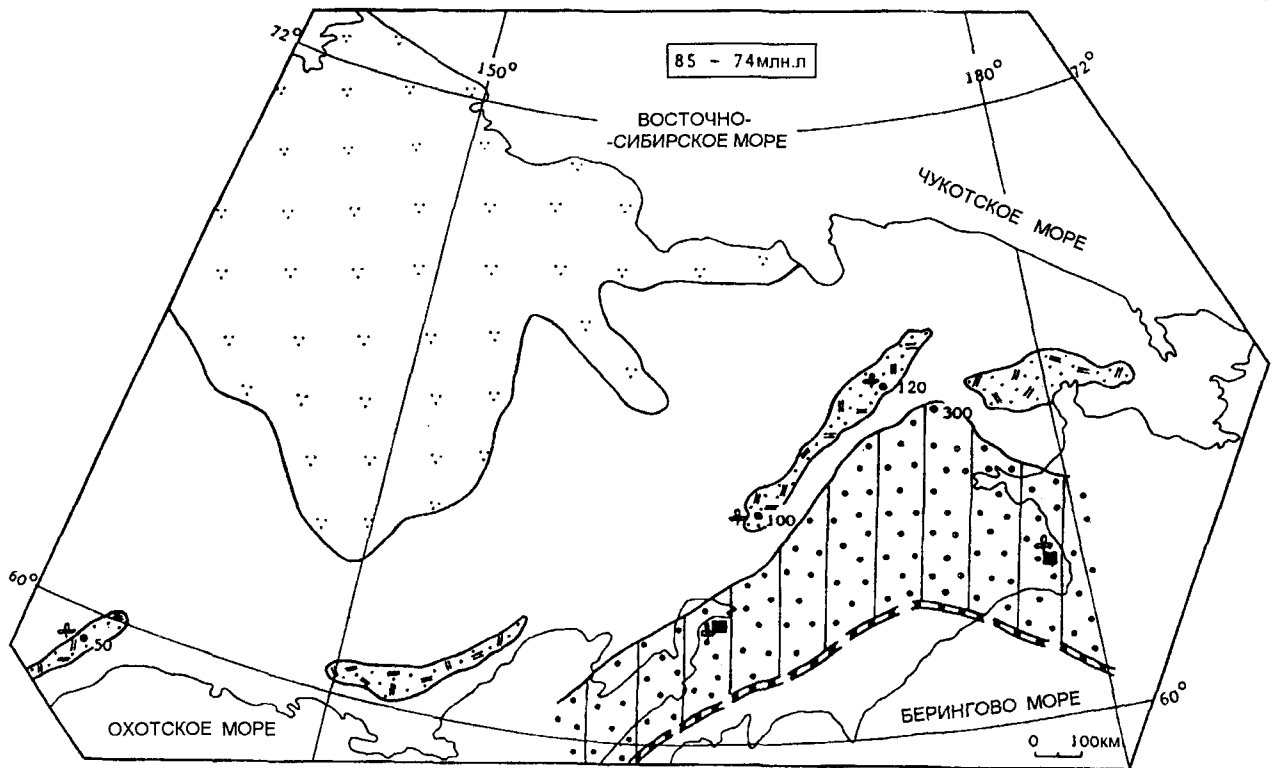 72°
150°
85 - 74млн.л
180°
72°
ВОСТОЧНО-
-СИБИРСКОЕ МОРЕ
ЧУКОТСКОЕ МОРЕ
120
300
100
60°
50
ОХОТСКОЕ МОРЕ
БЕРИНГОВО МОРЕ
60°
0 100км